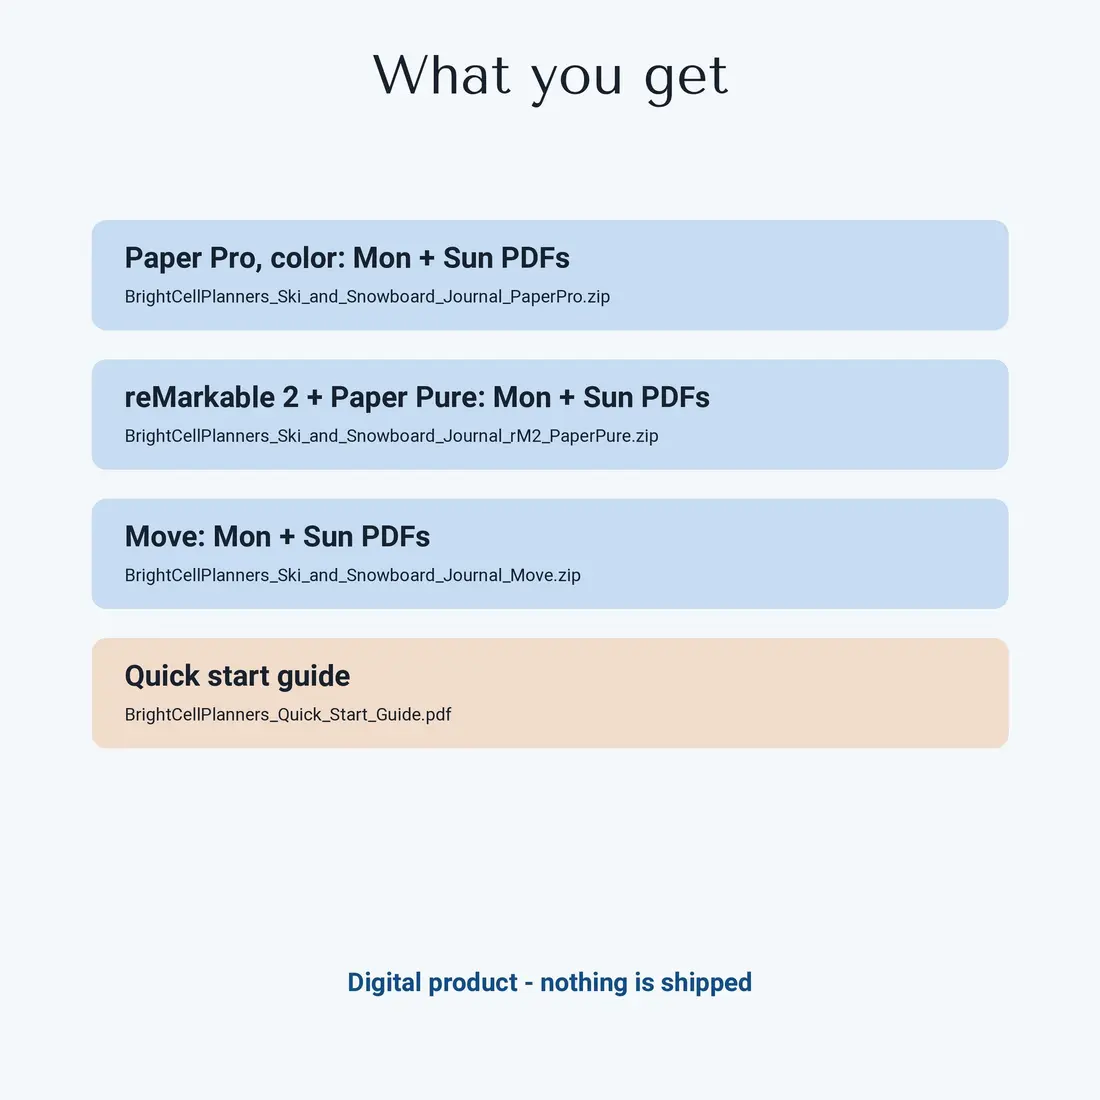 What you get
Paper Pro, color: Mon + Sun PDFs
BrightCellPlanners_Ski_and_Snowboard_Journal_PaperPro.zip
reMarkable 2 + Paper Pure: Mon + Sun PDFs
BrightCellPlanners_Ski_and_Snowboard_Journal_rM2_PaperPure.zip
Move: Mon + Sun PDFs
BrightCellPlanners_Ski_and_Snowboard_Journal_Move.zip
Quick start guide
BrightCellPlanners_Quick_Start_Guide.pdf
Digital product - nothing is shipped